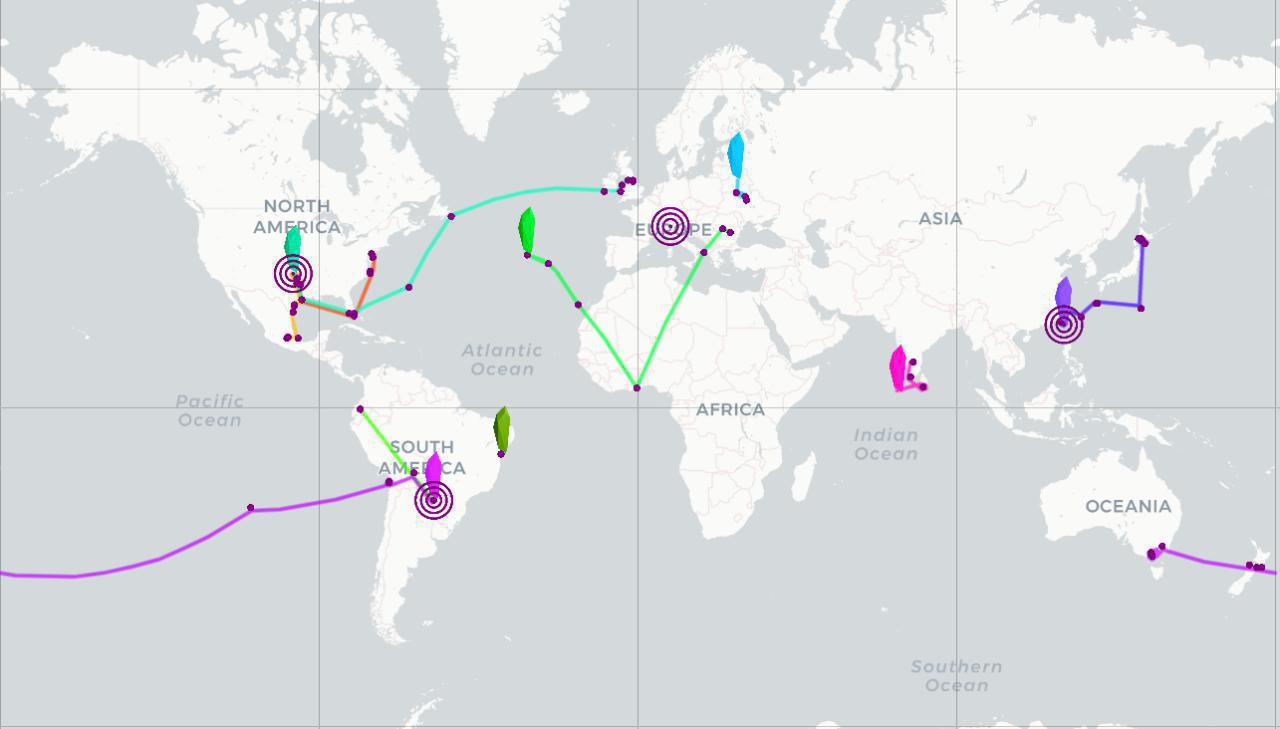 NORTH
AMERICA
EUROPE
ASIA
Atlantic
Ocean
Pacific
Ocean
AFRICA
SOUTH
AMERICA
Indian
Ocean
OCEANIA
Southern
Ocean